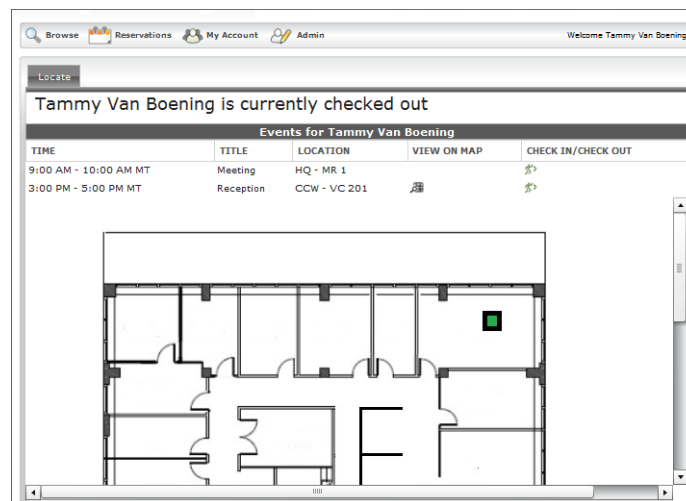 Browse Reservations My Account Admin Welcome Tammy Van Boening
Locate
Tammy Van Boening is currently checked out
Events for Tammy Van Boening
TIME TITLE LOCATION VIEW ON MAP CHECK IN/CHECK OUT
9:00 AM - 10:00 AM MT Meeting HQ - MR 1
3:00 PM - 5:00 PM MT Reception CCW - VC 201